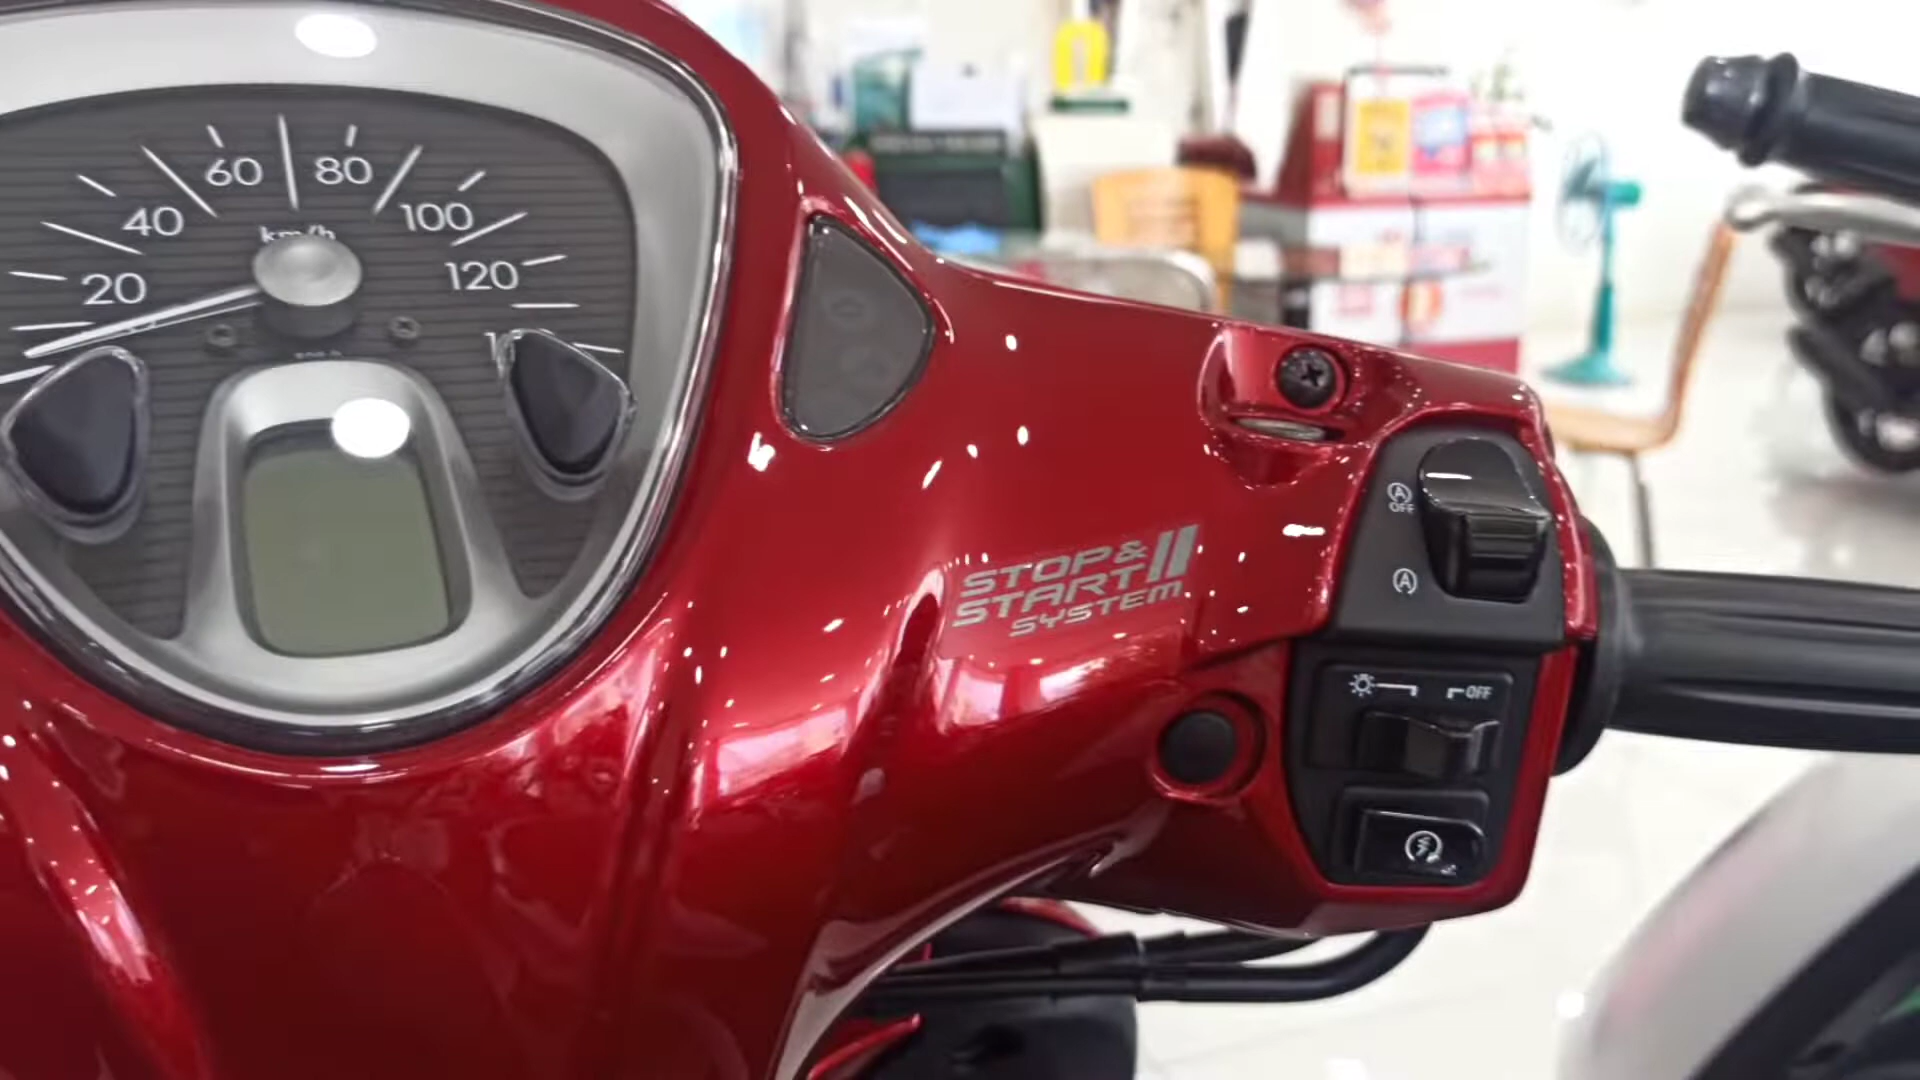 60
80
40
100
km/h
20
120
STOP &
START II
SYSTEM
A
OFF
A
OFF